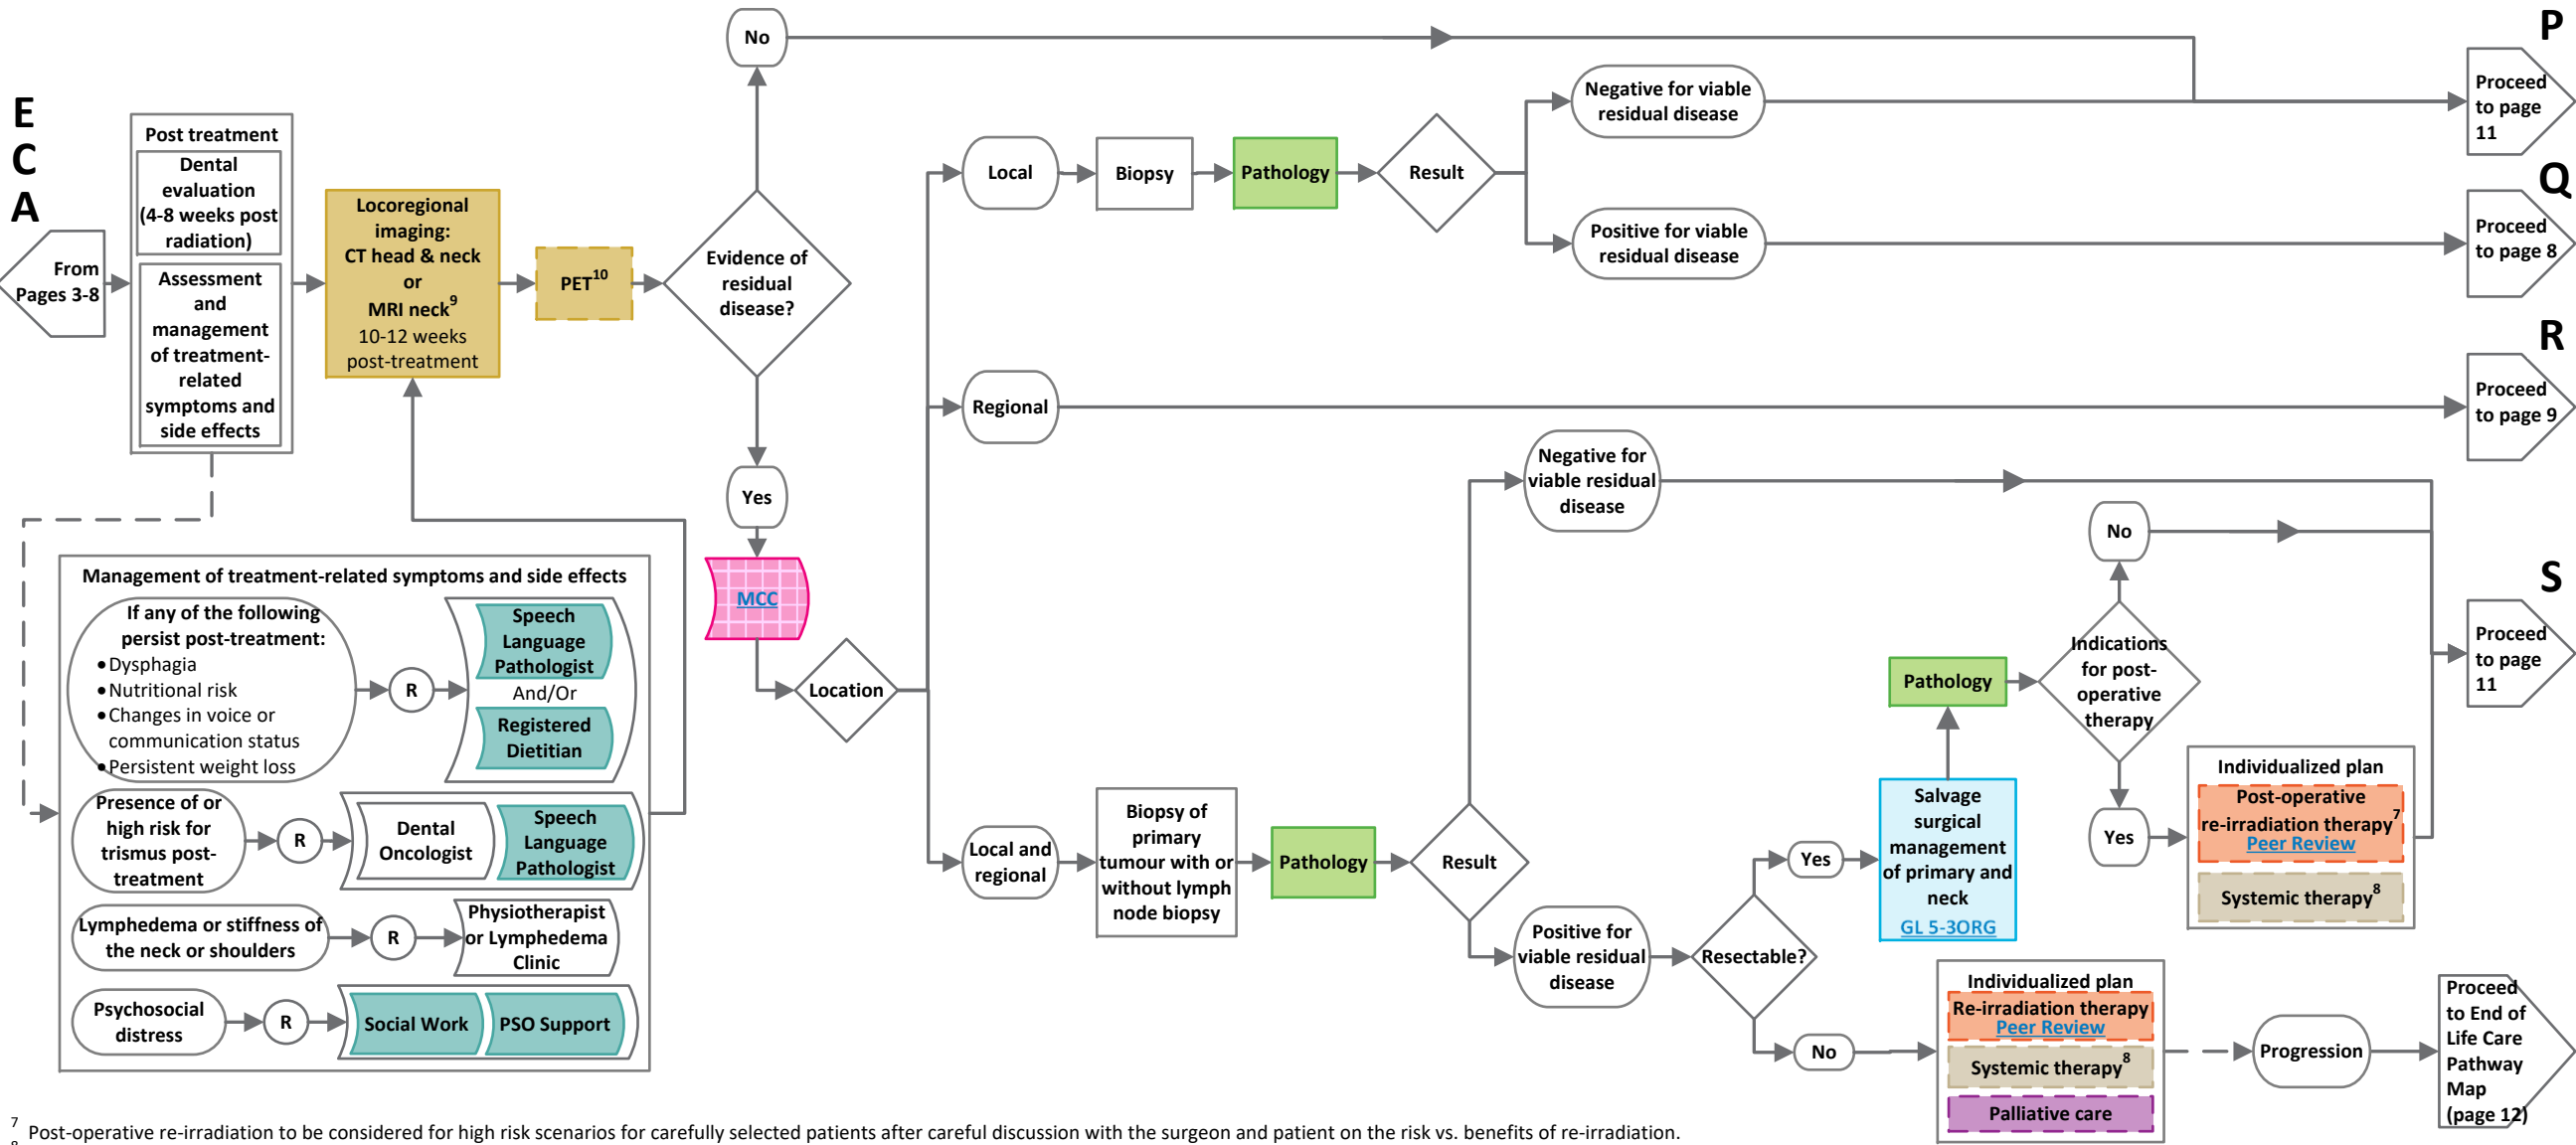 E
C
A
From
Pages 3-8
Post treatment
Dental
evaluation
(4-8 weeks post
radiation)
Assessment
and
management
of treatment-
related
symptoms and
side effects
Locoregional
imaging:
CT head & neck
or
MRI neck9
10-12 weeks
post-treatment
PET10
Evidence of
residual
disease?
No
Yes
MCC
Location
Local
Biopsy
Pathology
Result
Negative for viable
residual disease
Positive for viable
residual disease
P
Proceed
to page
11
Q
Proceed
to page 8
Regional
R
Proceed
to page 9
Local and
regional
Biopsy of
primary
tumour with or
without lymph
node biopsy
Pathology
Result
Negative for
viable residual
disease
Positive for
viable residual
disease
Resectable?
Yes
Salvage
surgical
management
of primary and
neck
GL 5-3ORG
Pathology
Indications
for post-
operative
therapy
No
Yes
Individualized plan
Post-operative
re-irradiation therapy7
Peer Review
Systemic therapy8
S
Proceed
to page
11
No
Individualized plan
Re-irradiation therapy
Peer Review
Systemic therapy8
Palliative care
Progression
Proceed
to End of
Life Care
Pathway
Map
(page 12)
Management of treatment-related symptoms and side effects
If any of the following
persist post-treatment:
•Dysphagia
•Nutritional risk
•Changes in voice or
communication status
•Persistent weight loss
R
Speech
Language
Pathologist
And/Or
Registered
Dietitian
Presence of or
high risk for
trismus post-
treatment
R
Dental
Oncologist
Speech
Language
Pathologist
Lymphedema or stiffness of
the neck or shoulders
R
Physiotherapist
or Lymphedema
Clinic
Psychosocial
distress
R
Social Work
PSO Support
7 Post-operative re-irradiation to be considered for high risk scenarios for carefully selected patients after careful discussion with the surgeon and patient on the risk vs. benefits of re-irradiation.